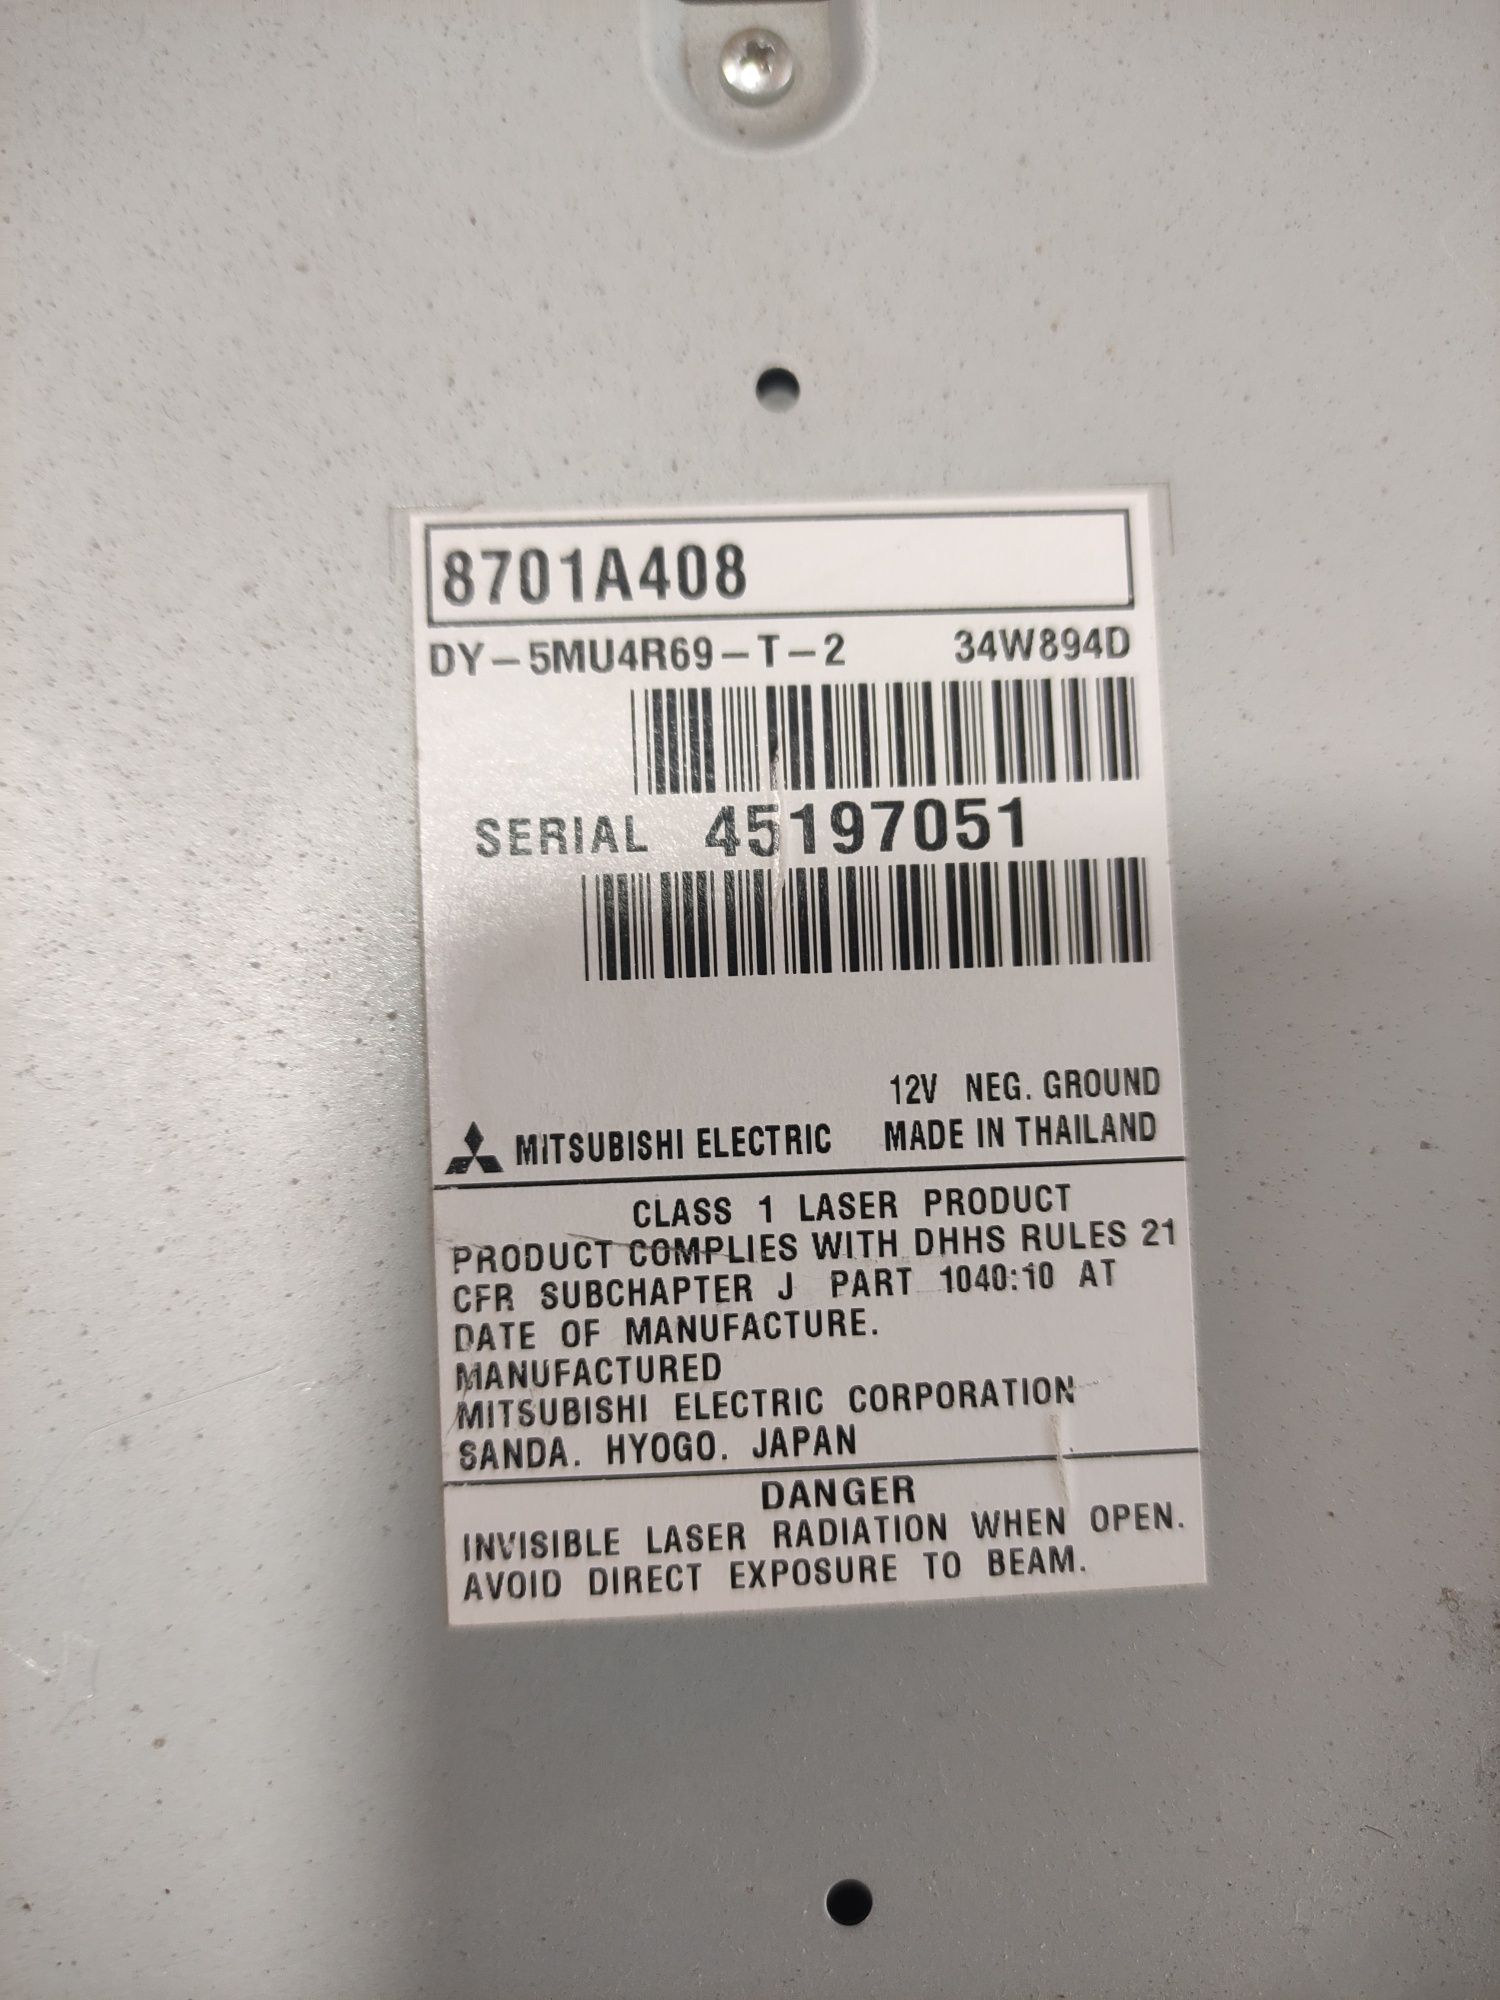 8701A408
DY-5MU4R69-T-2 34W894D
SERIAL 45197051
12V NEG. GROUND
MITSUBISHI ELECTRIC MADE IN THAILAND
CLASS 1 LASER PRODUCT
PRODUCT COMPLIES WITH DHHS RULES 21
CFR SUBCHAPTER J PART 1040:10 AT
DATE OF MANUFACTURE.
MANUFACTURED
MITSUBISHI ELECTRIC CORPORATION
SANDA. HYOGO. JAPAN
DANGER
INVISIBLE LASER RADIATION WHEN OPEN.
AVOID DIRECT EXPOSURE TO BEAM.